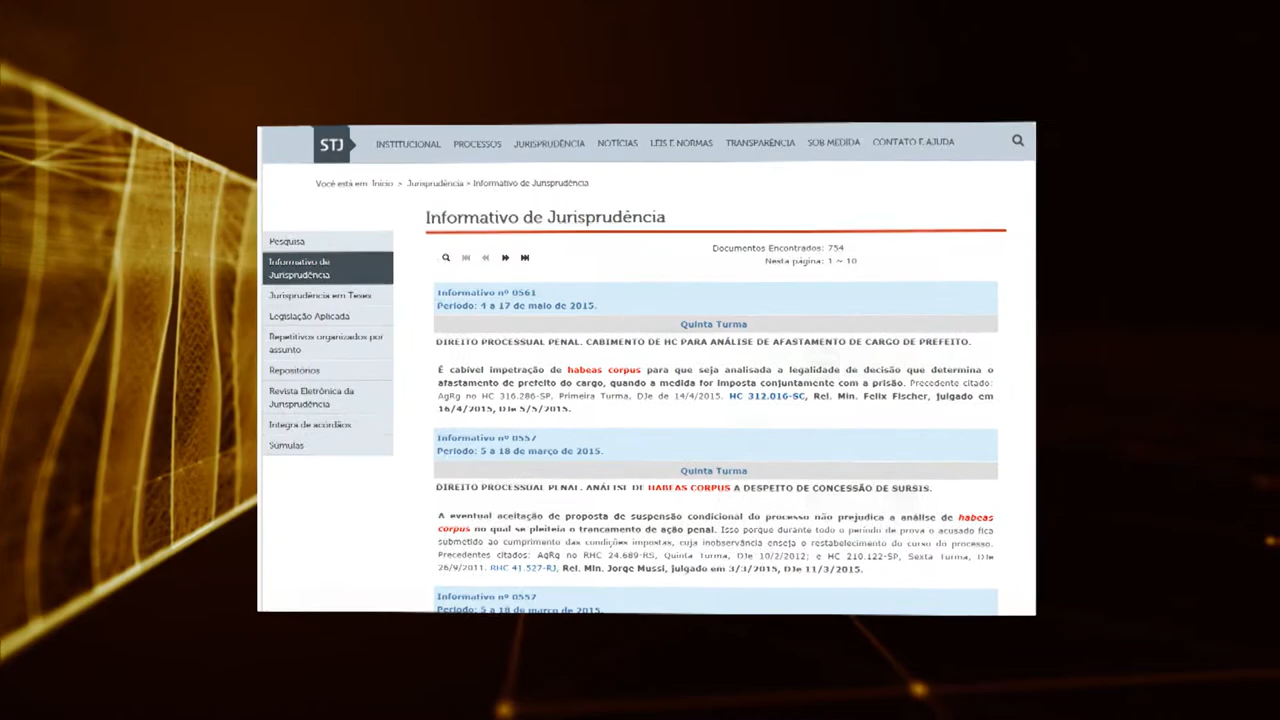 STJ
INSTITUCIONAL PROCESSOS JURISPRUDÊNCIA NOTÍCIAS LEIS E NORMAS TRANSPARÊNCIA SOB MEDIDA CONTATO E AJUDA
Você está em: Início > Jurisprudência > Informativo de Jurisprudência
Informativo de Jurisprudência
Pesquisa
Informativo de
Jurisprudência
Jurisprudência em Teses
Legislação Aplicada
Repetitivos organizados por
assunto
Repositórios
Revista Eletrônica da
Jurisprudência
Íntegra de acórdãos
Súmulas
Documentos Encontrados: 754
Nesta página: 1 ~ 10
Informativo nº 0561
Período: 4 a 17 de maio de 2015.
Quinta Turma
DIREITO PROCESSUAL PENAL. CABIMENTO DE HC PARA ANÁLISE DE AFASTAMENTO DE CARGO DE PREFEITO.
É cabível impetração de habeas corpus para que seja analisada a legalidade de decisão que determina o
afastamento de prefeito do cargo, quando a medida for imposta conjuntamente com a prisão. Precedente citado:
AgRg no HC 316.286-SP, Primeira Turma, DJe de 14/4/2015. HC 312.016-SC, Rel. Min. Felix Fischer, julgado em
16/4/2015, DJe 5/5/2015.
Informativo nº 0557
Período: 5 a 18 de março de 2015.
Quinta Turma
DIREITO PROCESSUAL PENAL. ANÁLISE DE HABEAS CORPUS A DESPEITO DE CONCESSÃO DE SURSIS.
A eventual aceitação de proposta de suspensão condicional do processo não prejudica a análise de habeas
corpus no qual se pleiteia o trancamento de ação penal. Isso porque durante todo o período de prova o acusado fica
submetido ao cumprimento das condições impostas, cuja inobservância enseja o restabelecimento do curso do processo.
Precedentes citados: AgRg no RHC 24.689-RS, Quinta Turma, DJe 10/2/2012; e HC 210.122-SP, Sexta Turma, DJe
26/9/2011. RHC 41.527-RJ, Rel. Min. Jorge Mussi, julgado em 3/3/2015, DJe 11/3/2015.
Informativo nº 0557
Período: 5 a 18 de março de 2015.